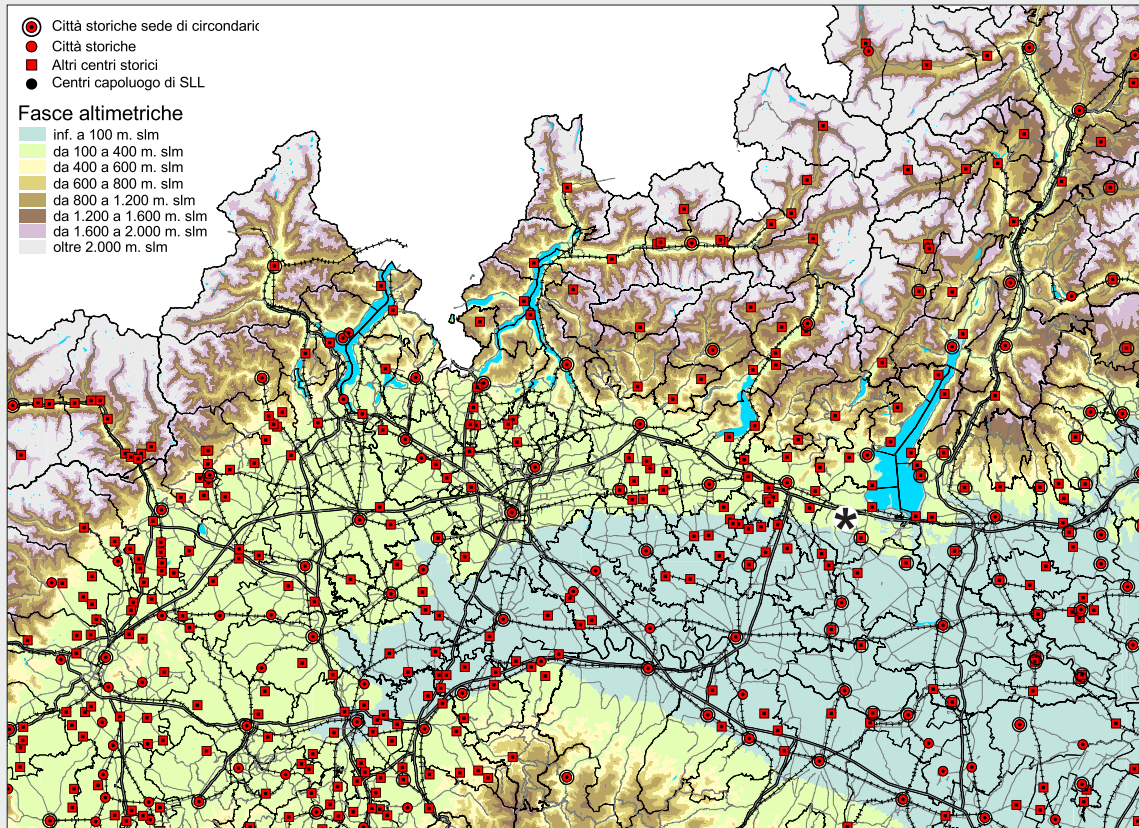 Città storiche sede di circondaric
Città storiche
Altri centri storici
Centri capoluogo di SLL
Fasce altimetriche
inf. a 100 m. slm
da 100 a 400 m. slm
da 400 a 600 m. slm
da 600 a 800 m. slm
da 800 a 1.200 m. slm
da 1.200 a 1.600 m. slm
da 1.600 a 2.000 m. slm
oltre 2.000 m. slm
*